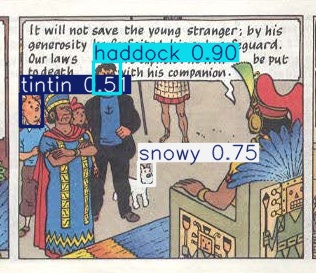 It will not save the young stranger; by his
generosity
haddock 0.90
guard.
Our laws
be put
to death
with his companion.
tintin 0.51
snowy 0.75